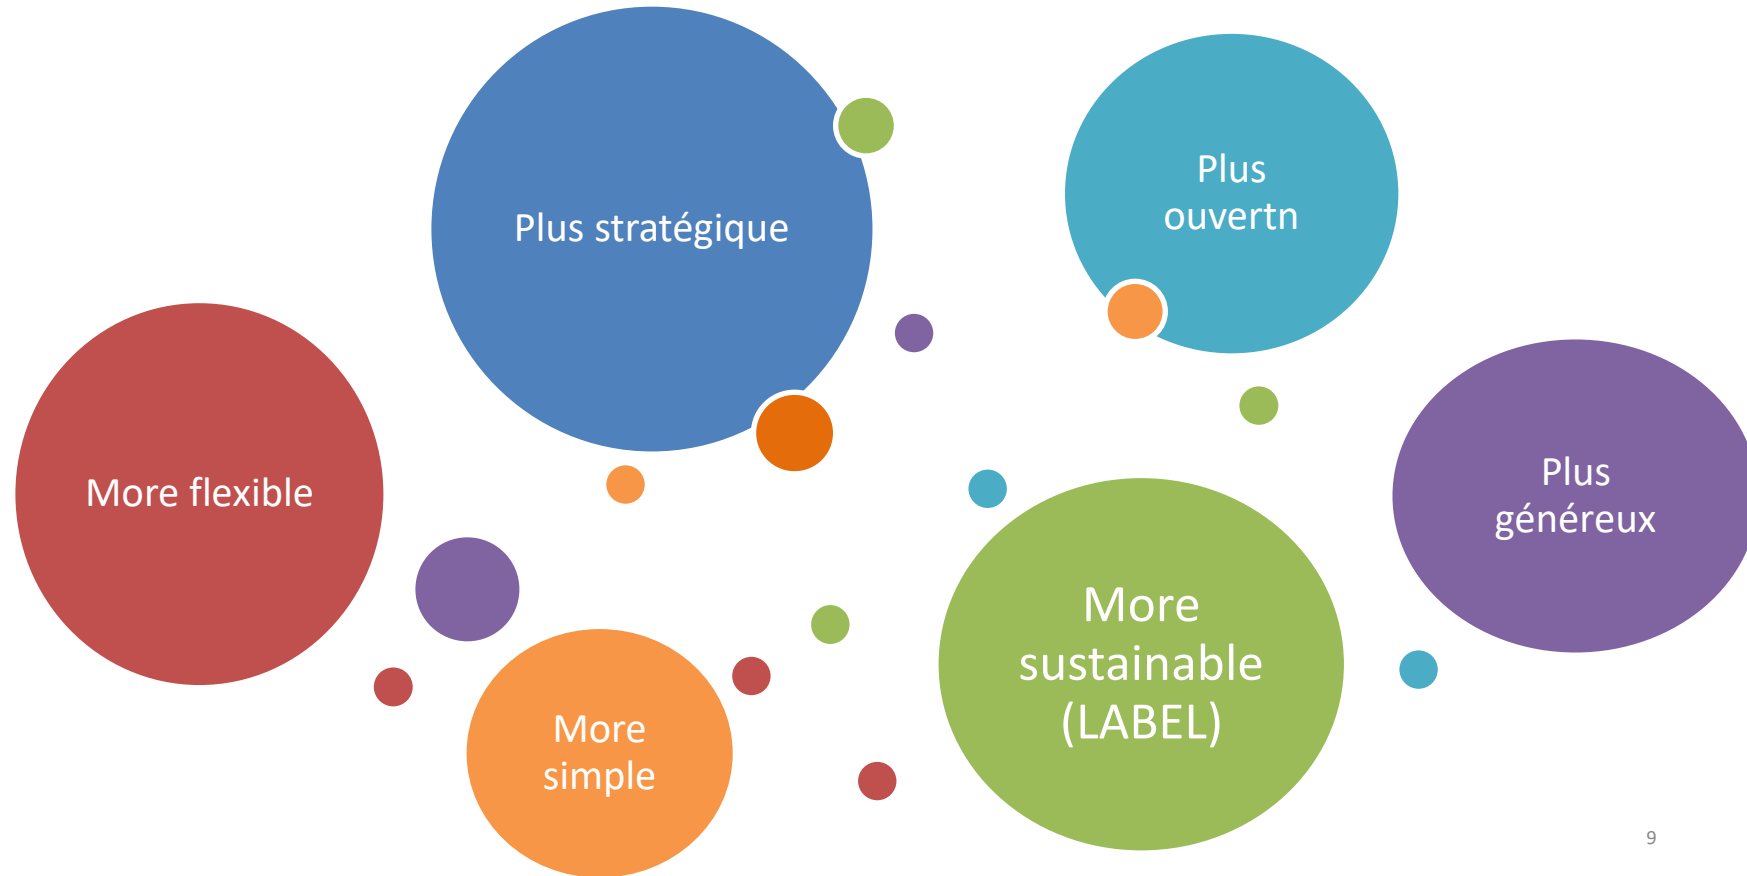 Plus stratégique
Plus
ouvertn
More flexible
Plus
généreux
More
sustainable
(LABEL)
More
simple
9